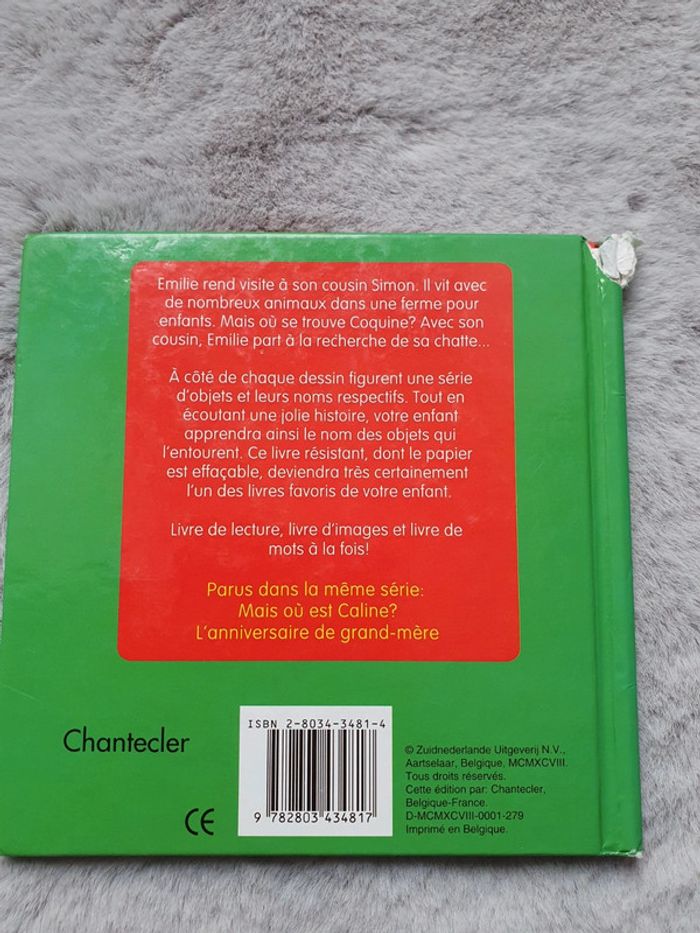 Emilie rend visite à son cousin Simon. Il vit avec
de nombreux animaux dans une ferme pour
enfants. Mais où se trouve Coquine? Avec son
cousin, Emilie part à la recherche de sa chatte...
À côté de chaque dessin figurent une série
d'objets et leurs noms respectifs. Tout en
écoutant une jolie histoire, votre enfant
apprendra ainsi le nom des objets qui
l'entourent. Ce livre résistant, dont le papier
est effaçable, deviendra très certainement
l'un des livres favoris de votre enfant.
Livre de lecture, livre d'images et livre de
mots à la fois!
Parus dans la même série:
Mais où est Caline?
L'anniversaire de grand-mère
Chantecler
CE
ISBN 2-8034-3481-4
9 782803 434817
© Zuidnederlandse Uitgeverij N.V.,
Aartselaar, Belgique, MCMXCVIII.
Tous droits réservés.
Cette édition par: Chantecler,
Belgique-France.
D-MCMXCVIII-0001-279
Imprimé en Belgique.